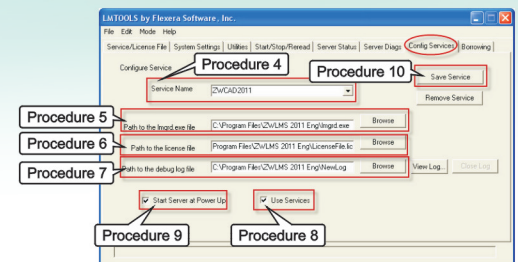 LMTOOLS by Flexera Software, Inc.
File Edit Mode Help
Service/License File System Settings Utilities Start/Stop/Reread Server Status Server Diags Config Services Borrowing
Configure Service
Procedure 4
Procedure 10
Save Service
Service Name ZWCAD2011
Remove Service
Procedure 5
Path to the lmgrd.exe file C:\Program Files\ZWLMS 2011 Eng\lmgrd.exe Browse
Procedure 6
Path to the license file Program Files\ZWLMS 2011 Eng\LicenseFile.lic Browse
Procedure 7
Path to the debug log file C:\Program Files\ZWLMS 2011 Eng\NewLog Browse View Log... Close Log
Start Server at Power Up Use Services
Procedure 9 Procedure 8